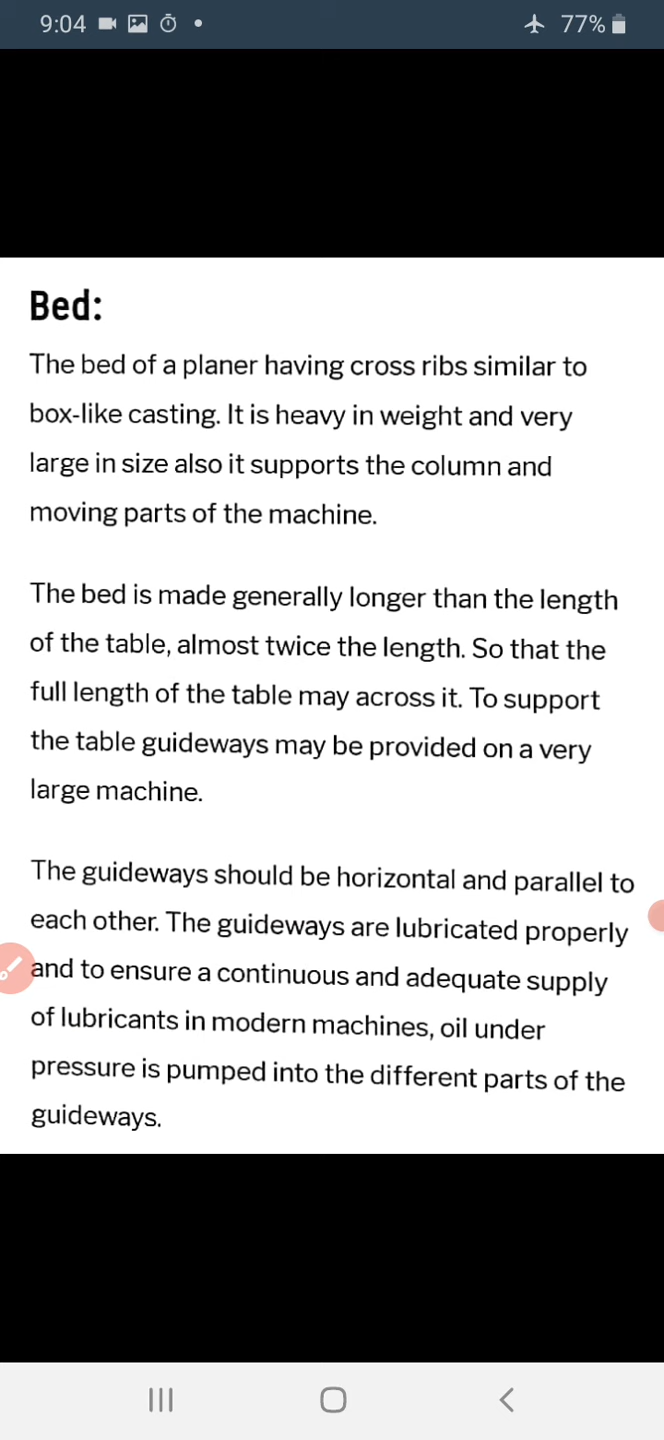 9:04
77%
Bed:
The bed of a planer having cross ribs similar to
box-like casting. It is heavy in weight and very
large in size also it supports the column and
moving parts of the machine.
The bed is made generally longer than the length
of the table, almost twice the length. So that the
full length of the table may across it. To support
the table guideways may be provided on a very
large machine.
The guideways should be horizontal and parallel to
each other. The guideways are lubricated properly
and to ensure a continuous and adequate supply
of lubricants in modern machines, oil under
pressure is pumped into the different parts of the
guideways.